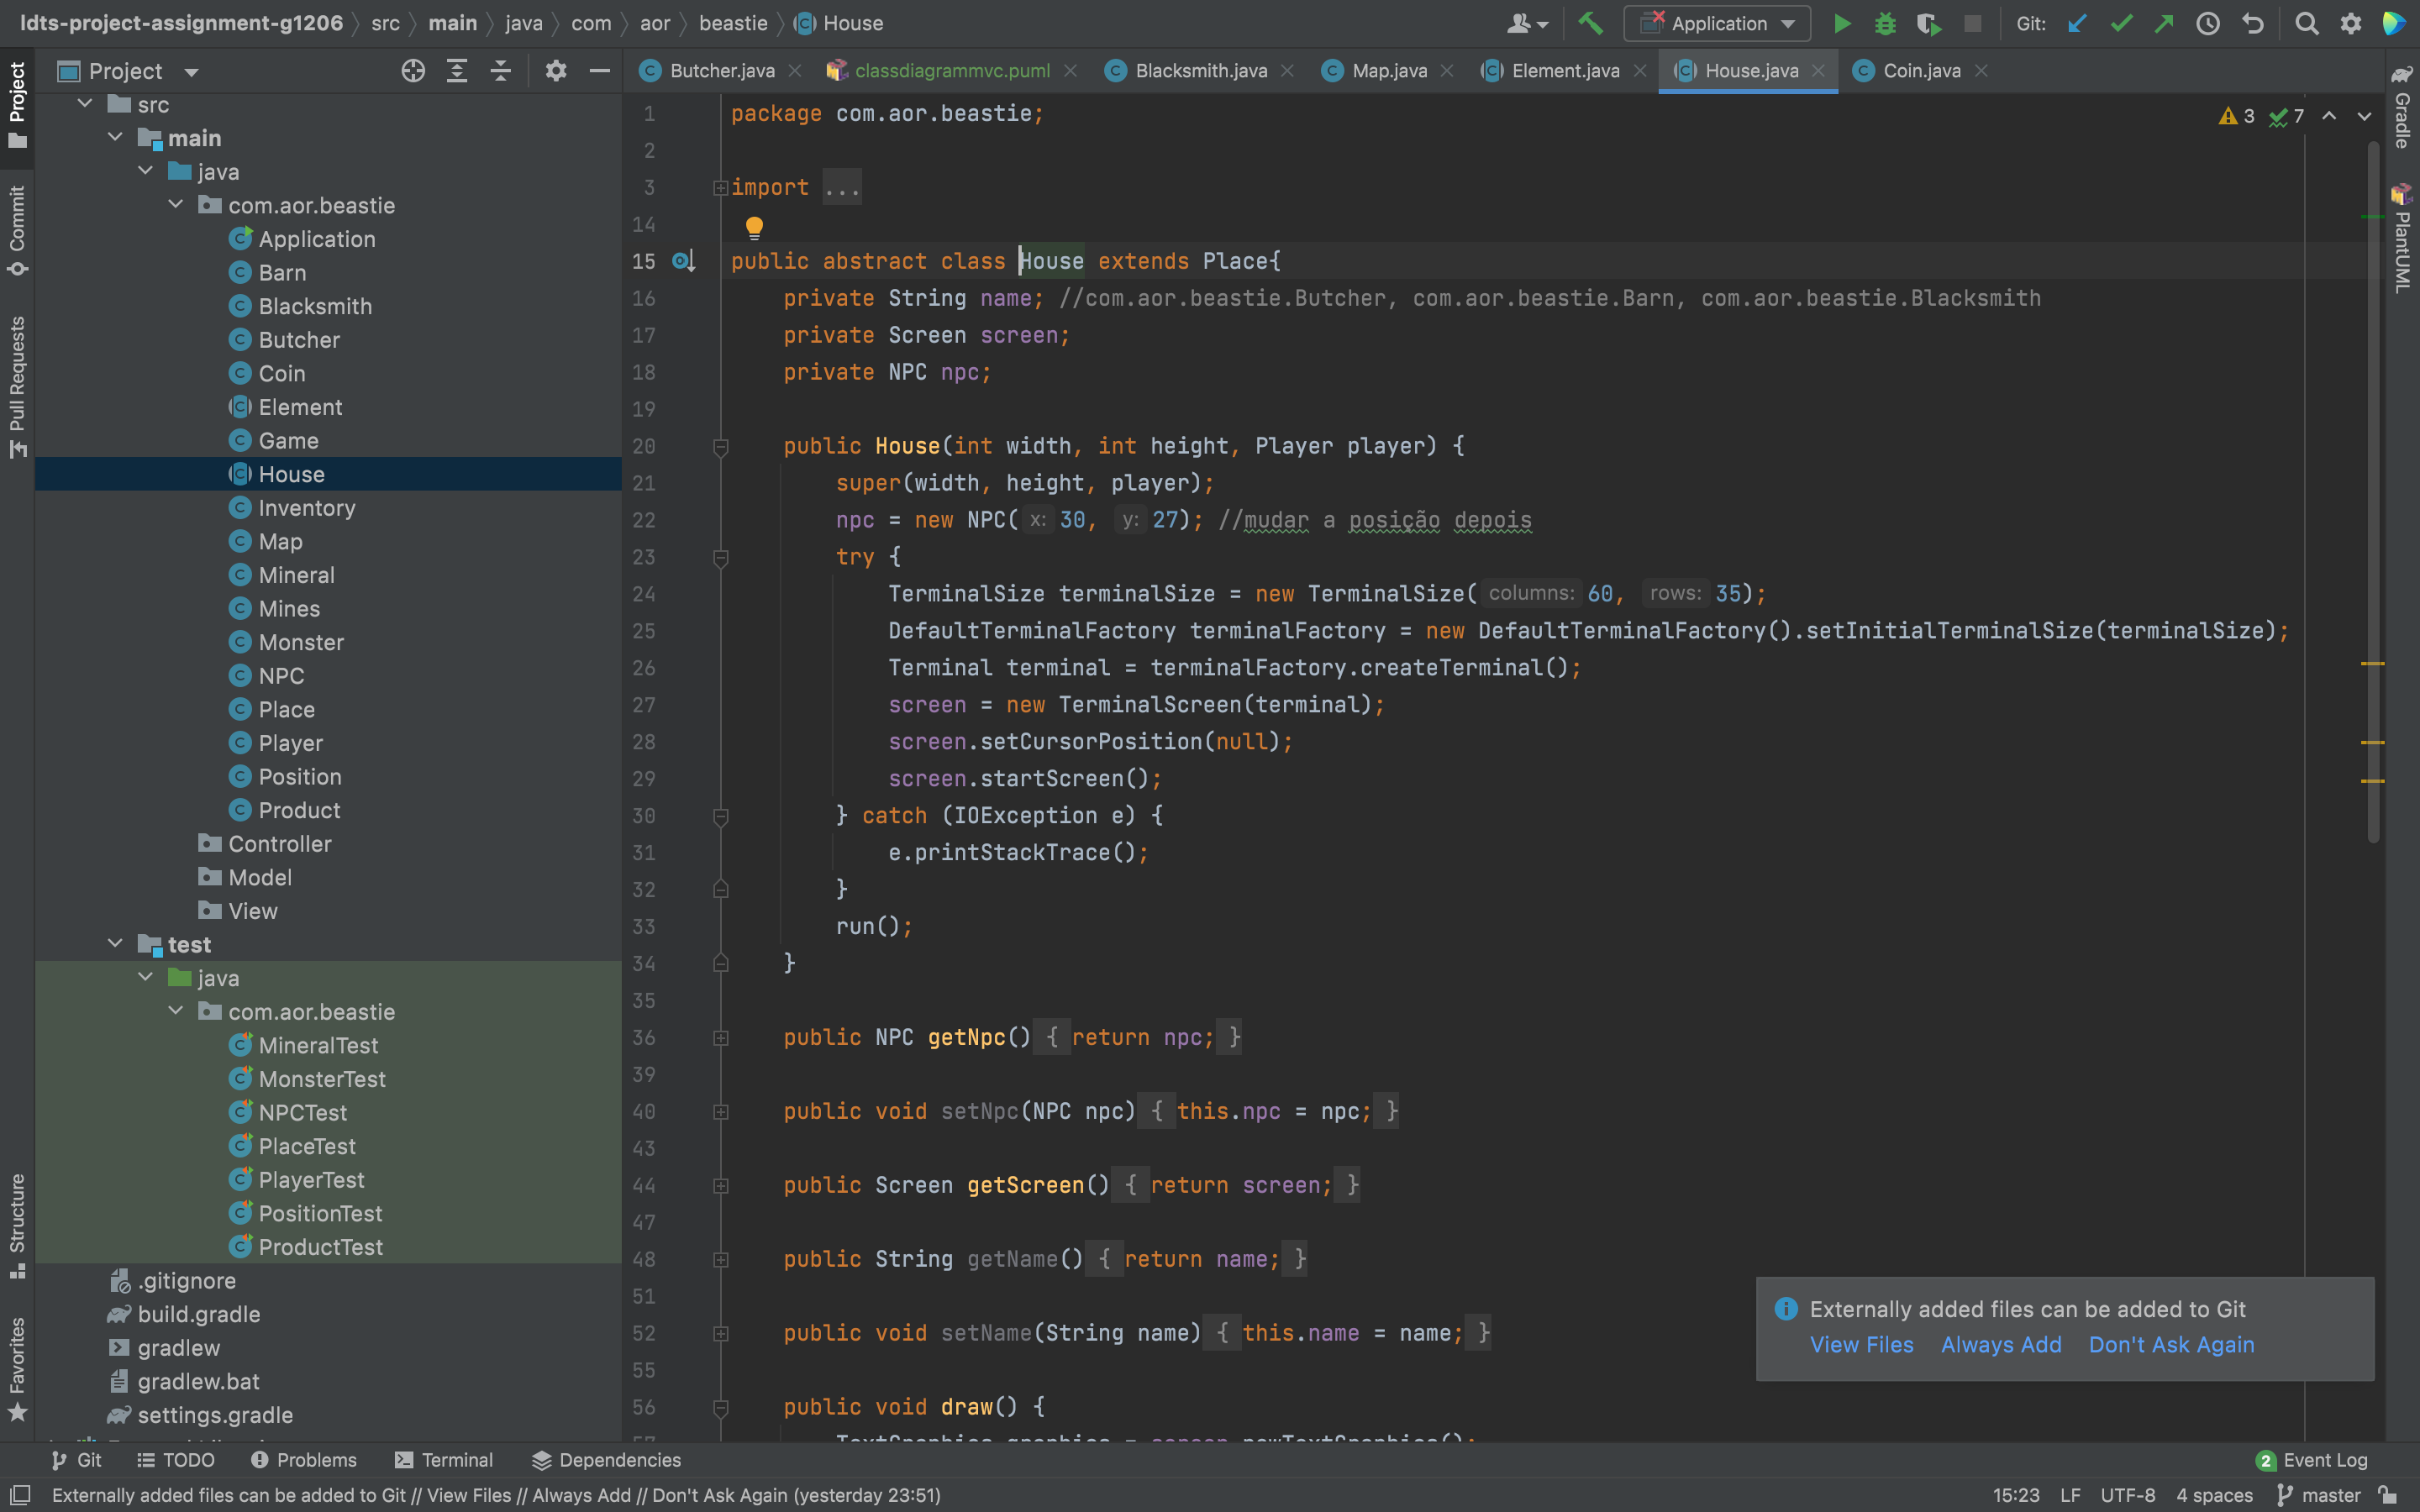 ldts-project-assignment-g1206 src main java com aor beastie House
Application Git:
Project
Butcher.java classdiagrammvc.puml Blacksmith.java Map.java Element.java House.java Coin.java
Project
Commit
Pull Requests
Structure
Favorites
src
main
java
com.aor.beastie
Application
Barn
Blacksmith
Butcher
Coin
Element
Game
House
Inventory
Map
Mineral
Mines
Monster
NPC
Place
Player
Position
Product
Controller
Model
View
test
java
com.aor.beastie
MineralTest
MonsterTest
NPCTest
PlaceTest
PlayerTest
PositionTest
ProductTest
.gitignore
build.gradle
gradlew
gradlew.bat
settings.gradle
1 package com.aor.beastie;
2
3 import ...
14
15 public abstract class House extends Place{
16 private String name; //com.aor.beastie.Butcher, com.aor.beastie.Barn, com.aor.beastie.Blacksmith
17 private Screen screen;
18 private NPC npc;
19
20 public House(int width, int height, Player player) {
21 super(width, height, player);
22 npc = new NPC( x: 30, y: 27); //mudar a posição depois
23 try {
24 TerminalSize terminalSize = new TerminalSize( columns: 60, rows: 35);
25 DefaultTerminalFactory terminalFactory = new DefaultTerminalFactory().setInitialTerminalSize(terminalSize);
26 Terminal terminal = terminalFactory.createTerminal();
27 screen = new TerminalScreen(terminal);
28 screen.setCursorPosition(null);
29 screen.startScreen();
30 } catch (IOException e) {
31 e.printStackTrace();
32 }
33 run();
34 }
35
36 public NPC getNpc() { return npc; }
39
40 public void setNpc(NPC npc) { this.npc = npc; }
43
44 public Screen getScreen() { return screen; }
47
48 public String getName() { return name; }
51
52 public void setName(String name) { this.name = name; }
55
56 public void draw() {
57 TextGraphics graphics = screen.newTextGraphics();
3 7
Gradle
PlantUML
Externally added files can be added to Git
View Files Always Add Don't Ask Again
Git TODO Problems Terminal Dependencies 2 Event Log
Externally added files can be added to Git // View Files // Always Add // Don't Ask Again (yesterday 23:51) 15:23 LF UTF-8 4 spaces master